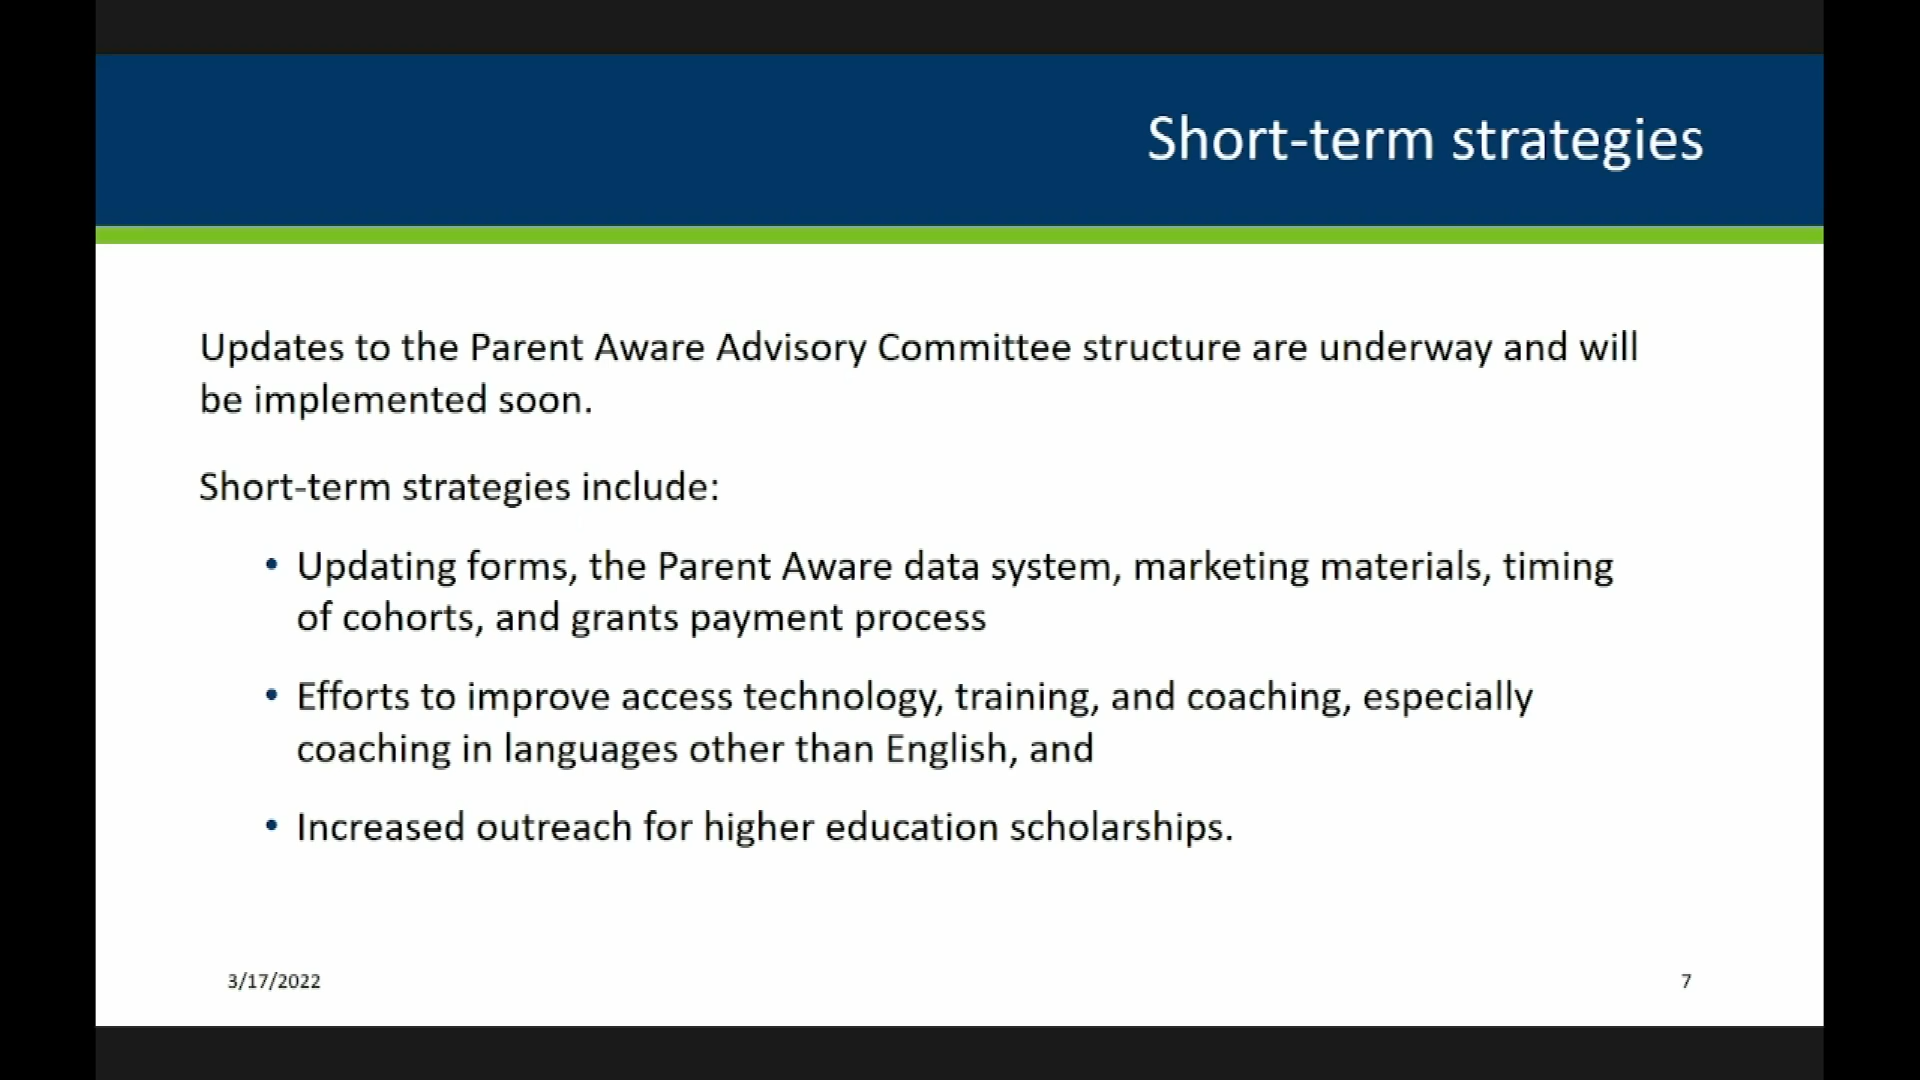 Short-term strategies
Updates to the Parent Aware Advisory Committee structure are underway and will
be implemented soon.
Short-term strategies include:
• Updating forms, the Parent Aware data system, marketing materials, timing
of cohorts, and grants payment process
• Efforts to improve access technology, training, and coaching, especially
coaching in languages other than English, and
• Increased outreach for higher education scholarships.
3/17/2022
7